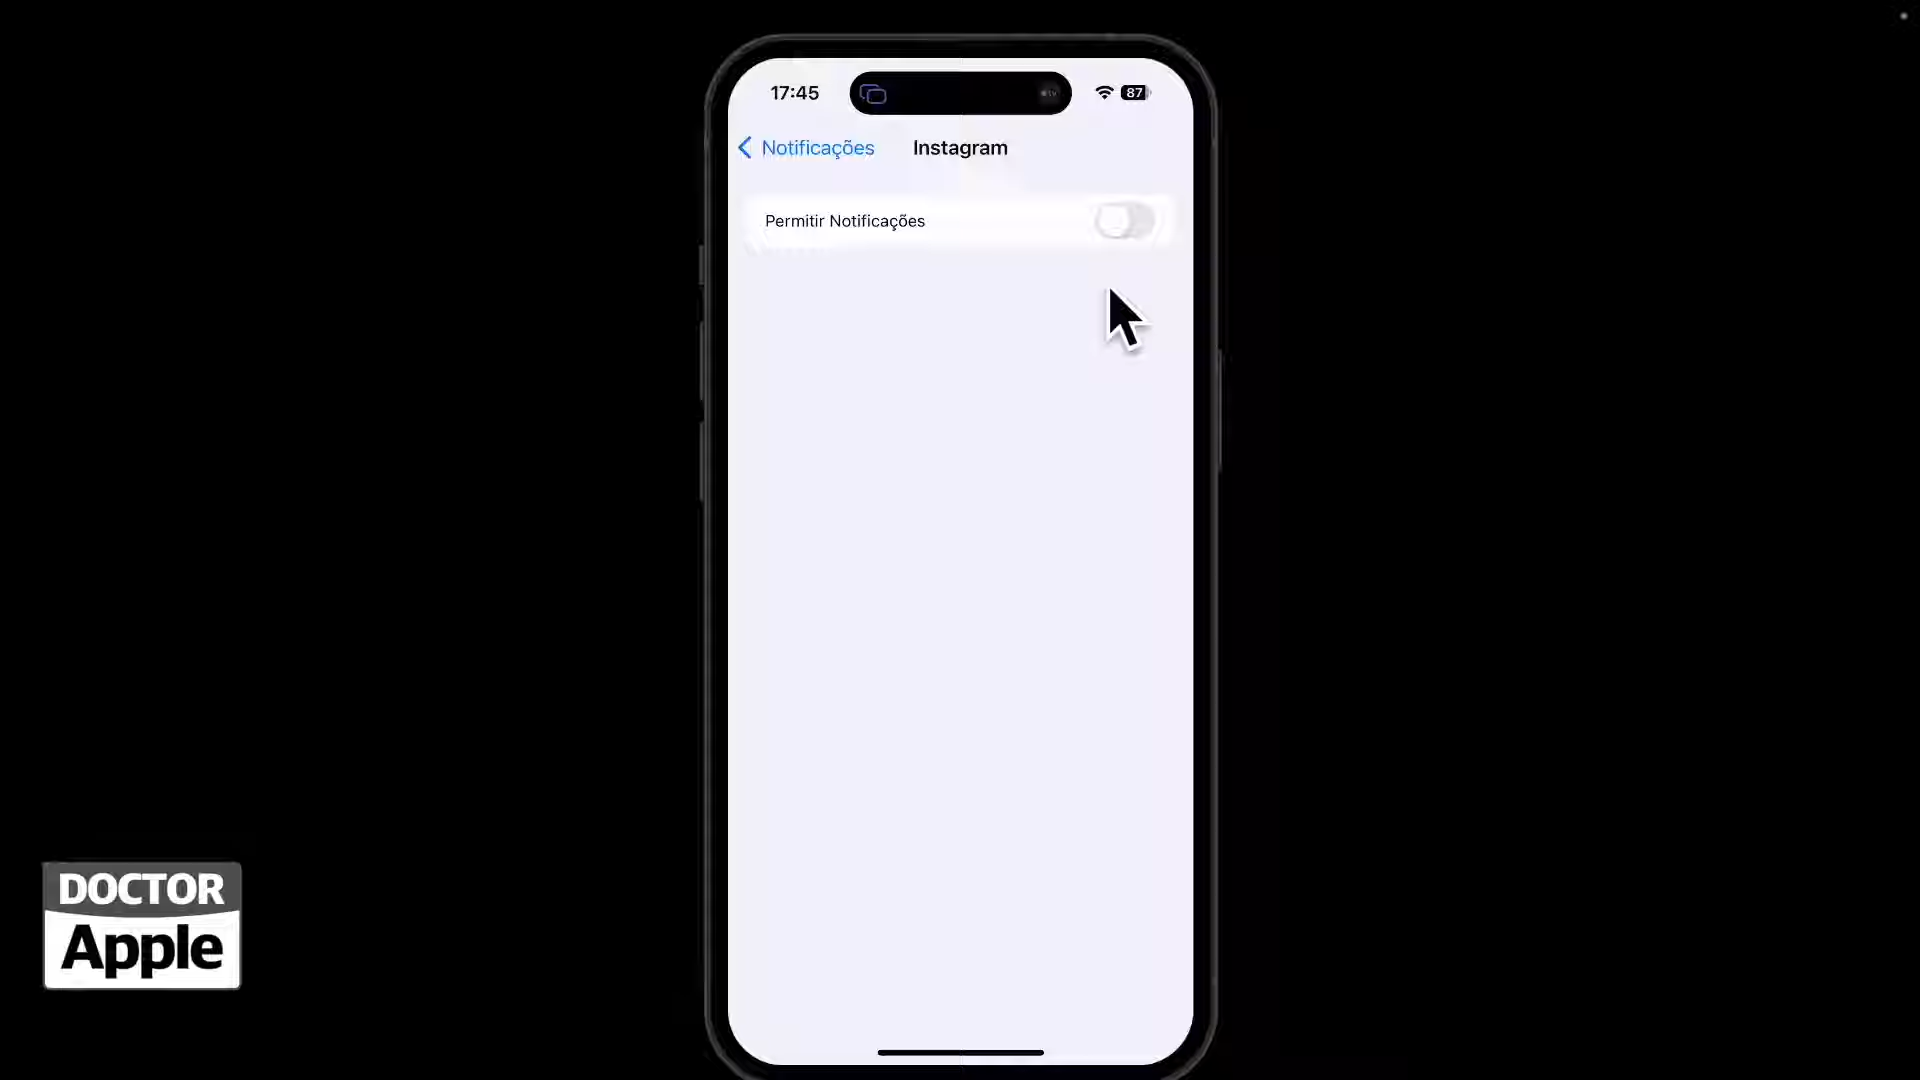 17:45
87
Notificações
Instagram
Permitir Notificações
DOCTOR
Apple